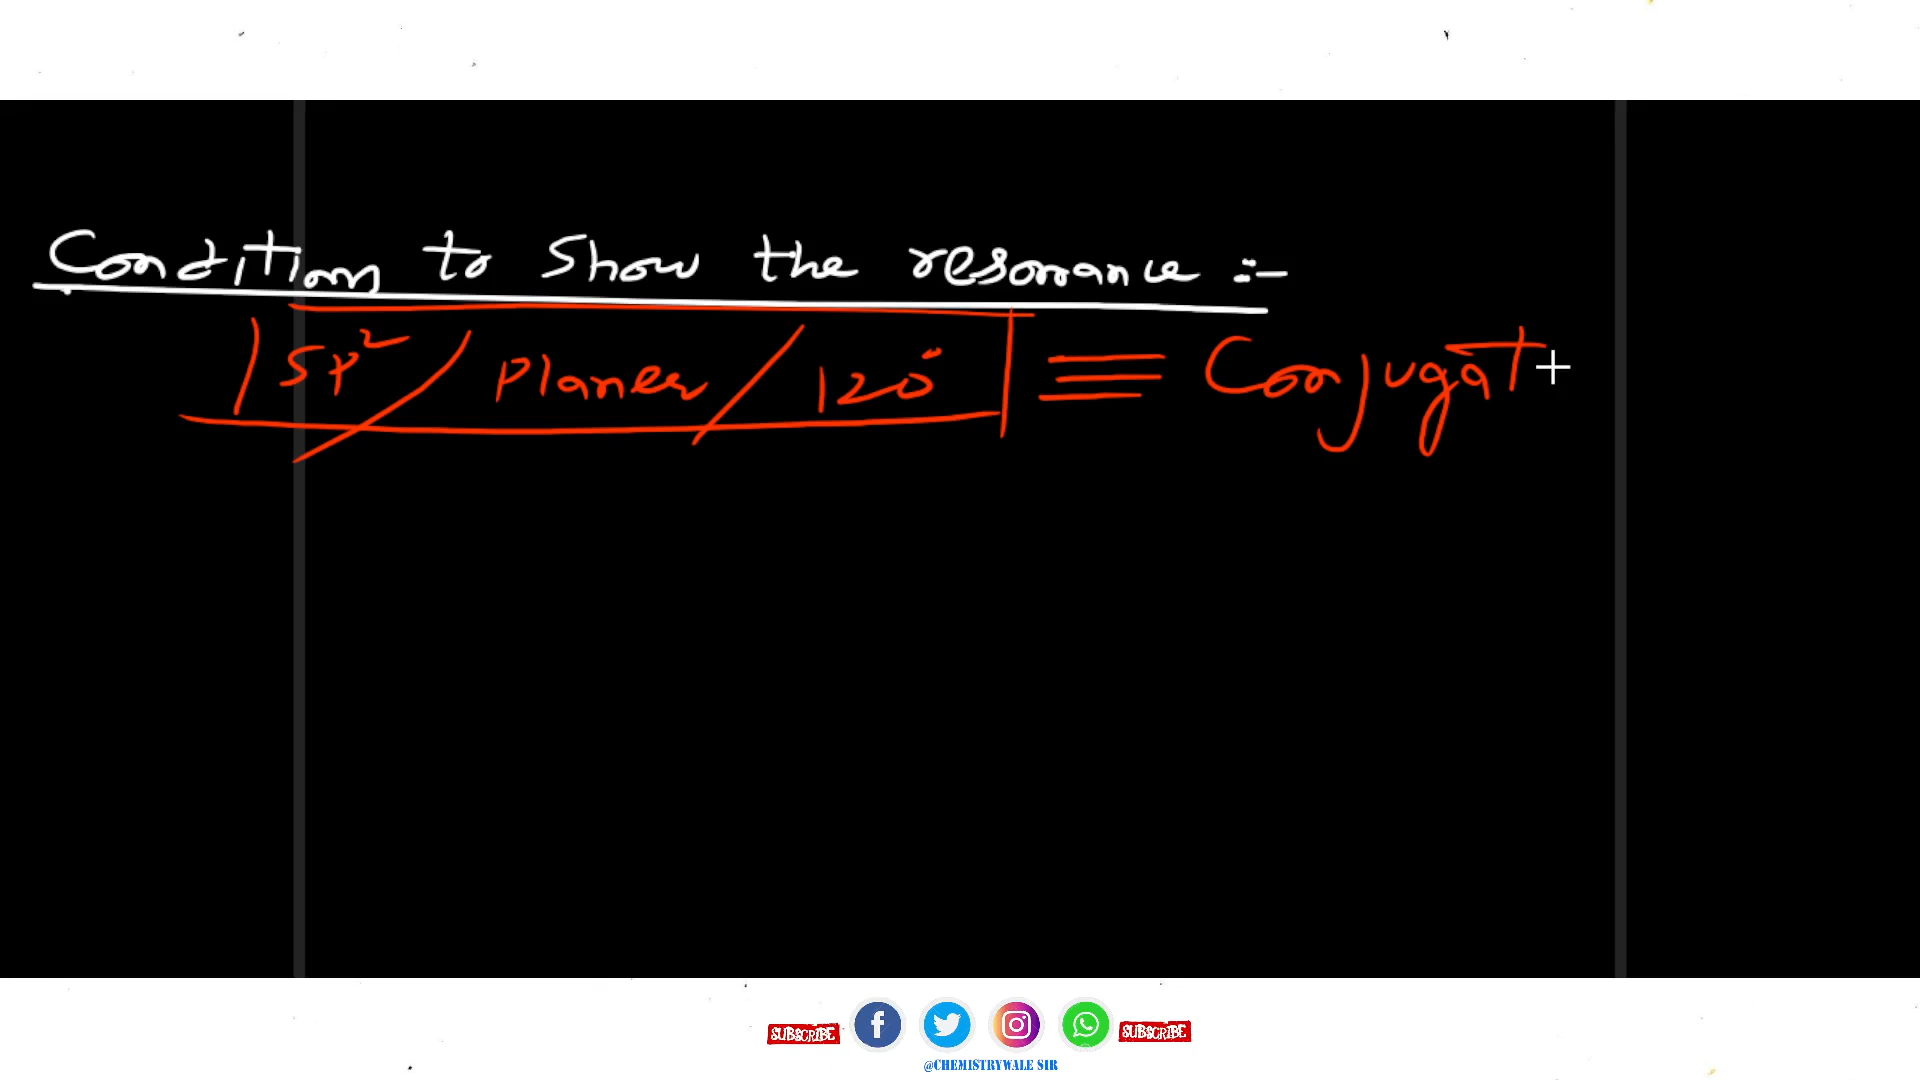 Condition to show the resonance :-
| sp² / planer / 120° | ≡ Conjugat
SUBSCRIBE SUBSCRIBE
@CHEMISTRYWALE SIR